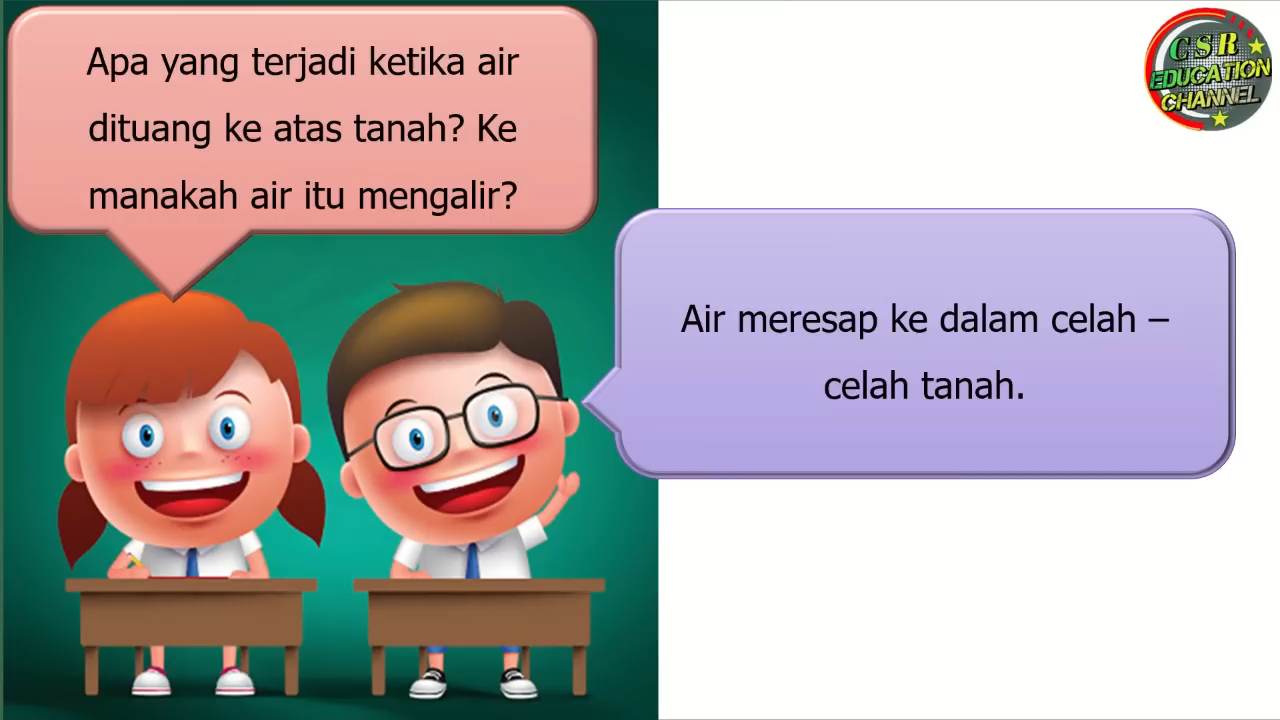 Apa yang terjadi ketika air
dituang ke atas tanah? Ke
manakah air itu mengalir?
CSR
EDUCATION
CHANNEL
Air meresap ke dalam celah –
celah tanah.